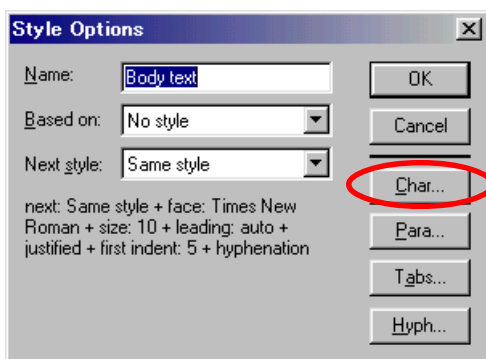 Style Options
Name: Body text
OK
Based on: No style
Cancel
Next style: Same style
Char...
next: Same style + face: Times New
Roman + size: 10 + leading: auto +
justified + first indent: 5 + hyphenation
Para...
Tabs...
Hyph...